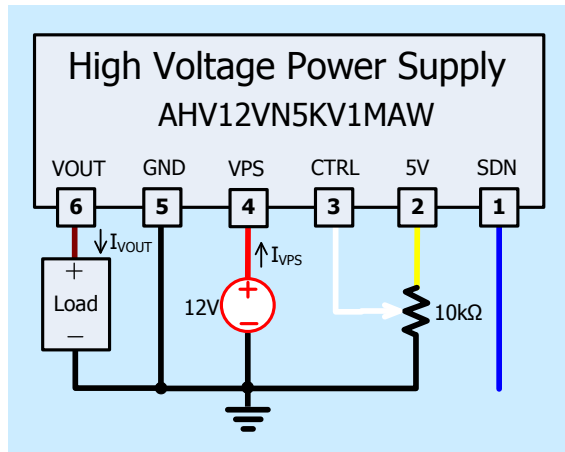 High Voltage Power Supply
AHV12VN5KV1MAW
VOUT GND VPS CTRL 5V SDN
6 5 4 3 2 1
↓IVOUT ↑IVPS
+ +
Load 12V 10kΩ
− −